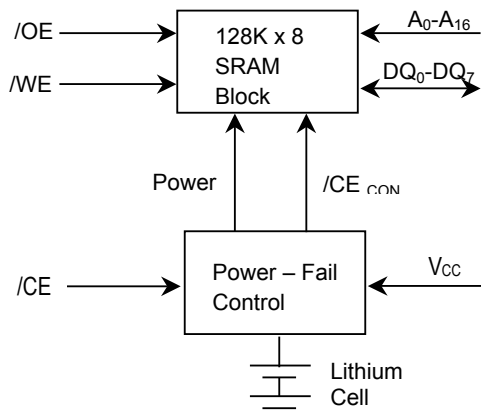 /OE
128K x 8
SRAM
Block
A0-A16
/WE
DQ0-DQ7
Power
/CE CON
/CE
Power – Fail
Control
VCC
Lithium
Cell